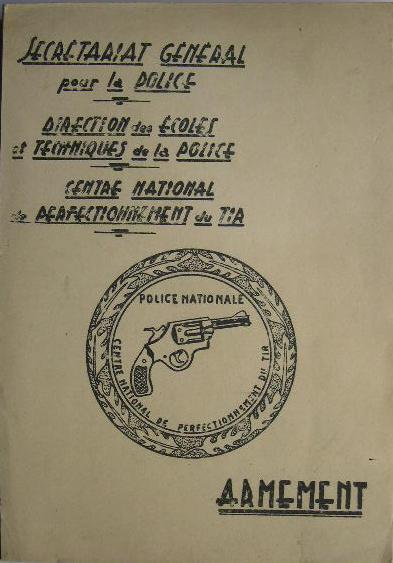 SECRETARIAT GENERAL
pour la POLICE
DIRECTION des ÉCOLES
et TECHNIQUES de la POLICE
CENTRE NATIONAL
de PERFECTIONNEMENT du TIR
POLICE NATIONALE
CENTRE NATIONAL DE PERFECTIONNEMENT DU TIR
ARMEMENT